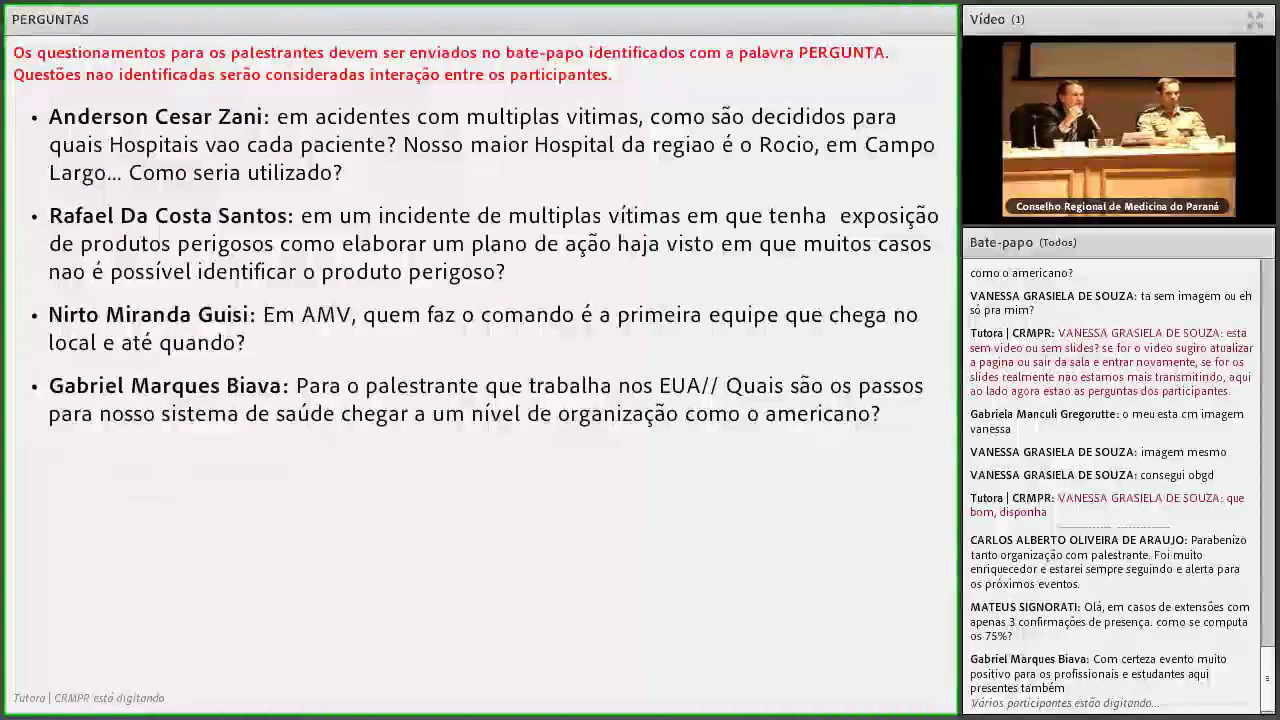 PERGUNTAS
Os questionamentos para os palestrantes devem ser enviados no bate-papo identificados com a palavra PERGUNTA.
Questões nao identificadas serão consideradas interação entre os participantes.
• Anderson Cesar Zani: em acidentes com multiplas vitimas, como são decididos para
quais Hospitais vao cada paciente? Nosso maior Hospital da regiao é o Rocio, em Campo
Largo... Como seria utilizado?
• Rafael Da Costa Santos: em um incidente de multiplas vítimas em que tenha exposição
de produtos perigosos como elaborar um plano de ação haja visto em que muitos casos
nao é possível identificar o produto perigoso?
• Nirto Miranda Guisi: Em AMV, quem faz o comando é a primeira equipe que chega no
local e até quando?
• Gabriel Marques Biava: Para o palestrante que trabalha nos EUA// Quais são os passos
para nosso sistema de saúde chegar a um nível de organização como o americano?
Tutora | CRMPR está digitando
Vídeo (1)
Conselho Regional de Medicina do Paraná
Bate-papo (Todos)
como o americano?
VANESSA GRASIELA DE SOUZA: ta sem imagem ou eh
só pra mim?
Tutora | CRMPR: VANESSA GRASIELA DE SOUZA: esta
sem video ou sem slides? se for o video sugiro atualizar
a pagina ou sair da sala e entrar novamente, se for os
slides realmente nao estamos mais transmitindo, aqui
ao lado agora estao as perguntas dos participantes.
Gabriela Manculi Gregorutte: o meu esta cm imagem
vanessa
VANESSA GRASIELA DE SOUZA: imagem mesmo
VANESSA GRASIELA DE SOUZA: consegui obgd
Tutora | CRMPR: VANESSA GRASIELA DE SOUZA: que
bom, disponha
CARLOS ALBERTO OLIVEIRA DE ARAUJO: Parabenizo
tanto organização com palestrante. Foi muito
enriquecedor e estarei sempre seguindo e alerta para
os próximos eventos.
MATEUS SIGNORATI: Olá, em casos de extensões com
apenas 3 confirmações de presença. como se computa
os 75%?
Gabriel Marques Biava: Com certeza evento muito
positivo para os profissionais e estudantes aqui
presentes também
Vários participantes estão digitando...